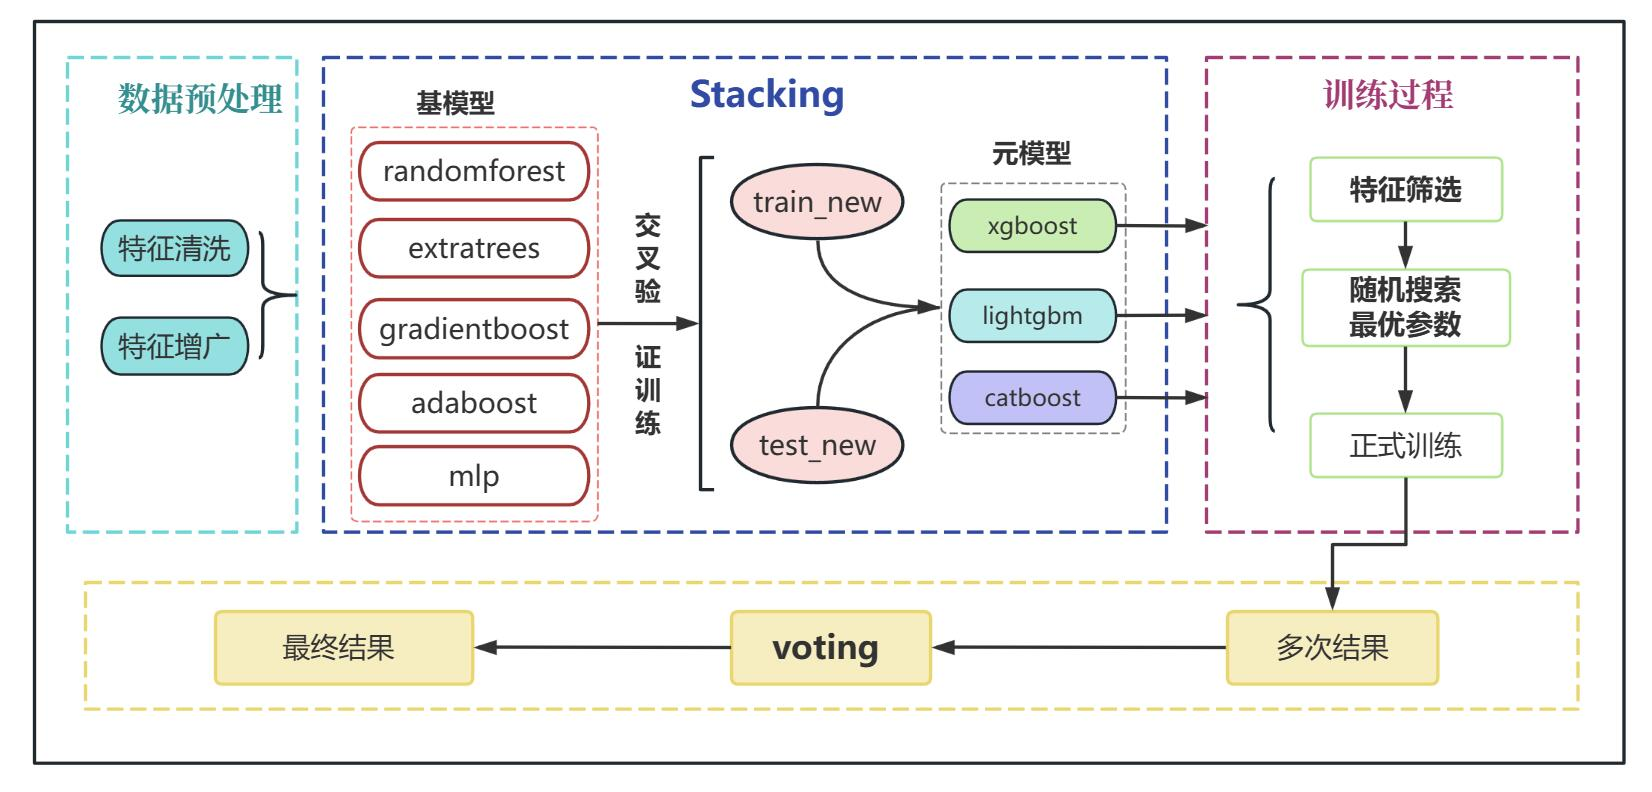 数据预处理
特征清洗
特征增广
Stacking
基模型
randomforest
extratrees
gradientboost
adaboost
mlp
交叉验证训练
train_new
test_new
元模型
xgboost
lightgbm
catboost
训练过程
特征筛选
随机搜索
最优参数
正式训练
多次结果
voting
最终结果